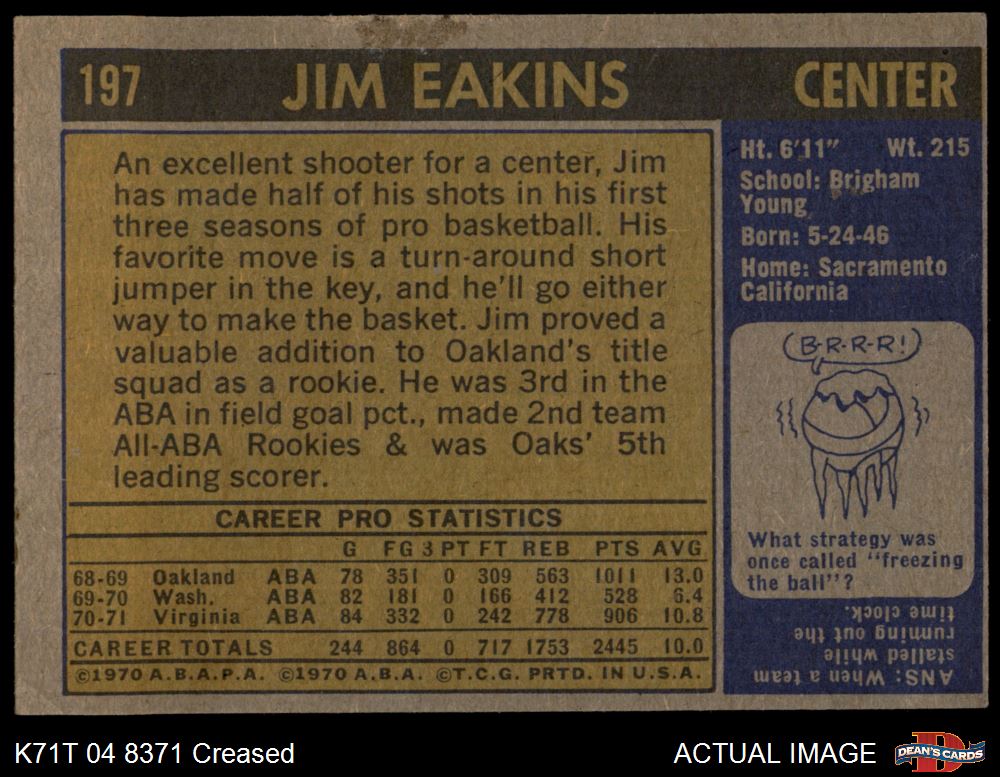 197 JIM EAKINS CENTER
An excellent shooter for a center, Jim
has made half of his shots in his first
three seasons of pro basketball. His
favorite move is a turn-around short
jumper in the key, and he'll go either
way to make the basket. Jim proved a
valuable addition to Oakland's title
squad as a rookie. He was 3rd in the
ABA in field goal pct., made 2nd team
All-ABA Rookies & was Oaks' 5th
leading scorer.
CAREER PRO STATISTICS
G FG 3 PT FT REB PTS AVG
68-69 Oakland ABA 78 351 0 309 563 1011 13.0
69-70 Wash. ABA 82 181 0 166 412 528 6.4
70-71 Virginia ABA 84 332 0 242 778 906 10.8
CAREER TOTALS 244 864 0 717 1753 2445 10.0
©1970 A.B.A.P.A. ©1970 A.B.A. ©T.C.G. PRTD. IN U.S.A.
Ht. 6'11" Wt. 215
School: Brigham
Young
Born: 5-24-46
Home: Sacramento
California
B-R-R-R!
What strategy was
once called "freezing
the ball"?
ANS: When a team
stalled while
running out the
time clock.
K71T 04 8371 Creased
ACTUAL IMAGE
D
DEAN'S CARDS